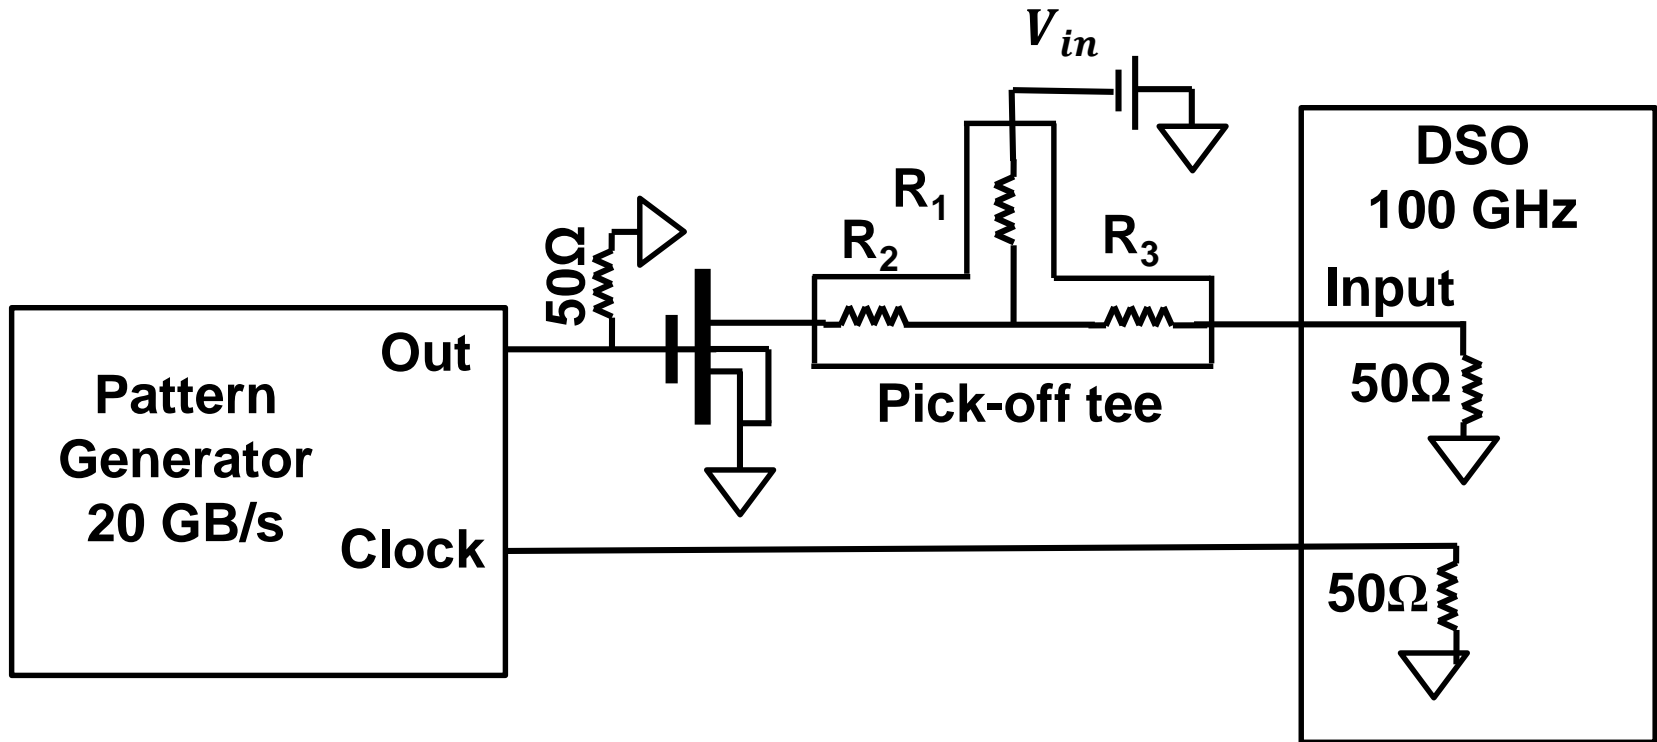 V_in
DSO
100 GHz
R_1
R_2
R_3
50Ω
Input
Out
Pattern
Generator
20 GB/s
Pick-off tee
50Ω
Clock
50Ω